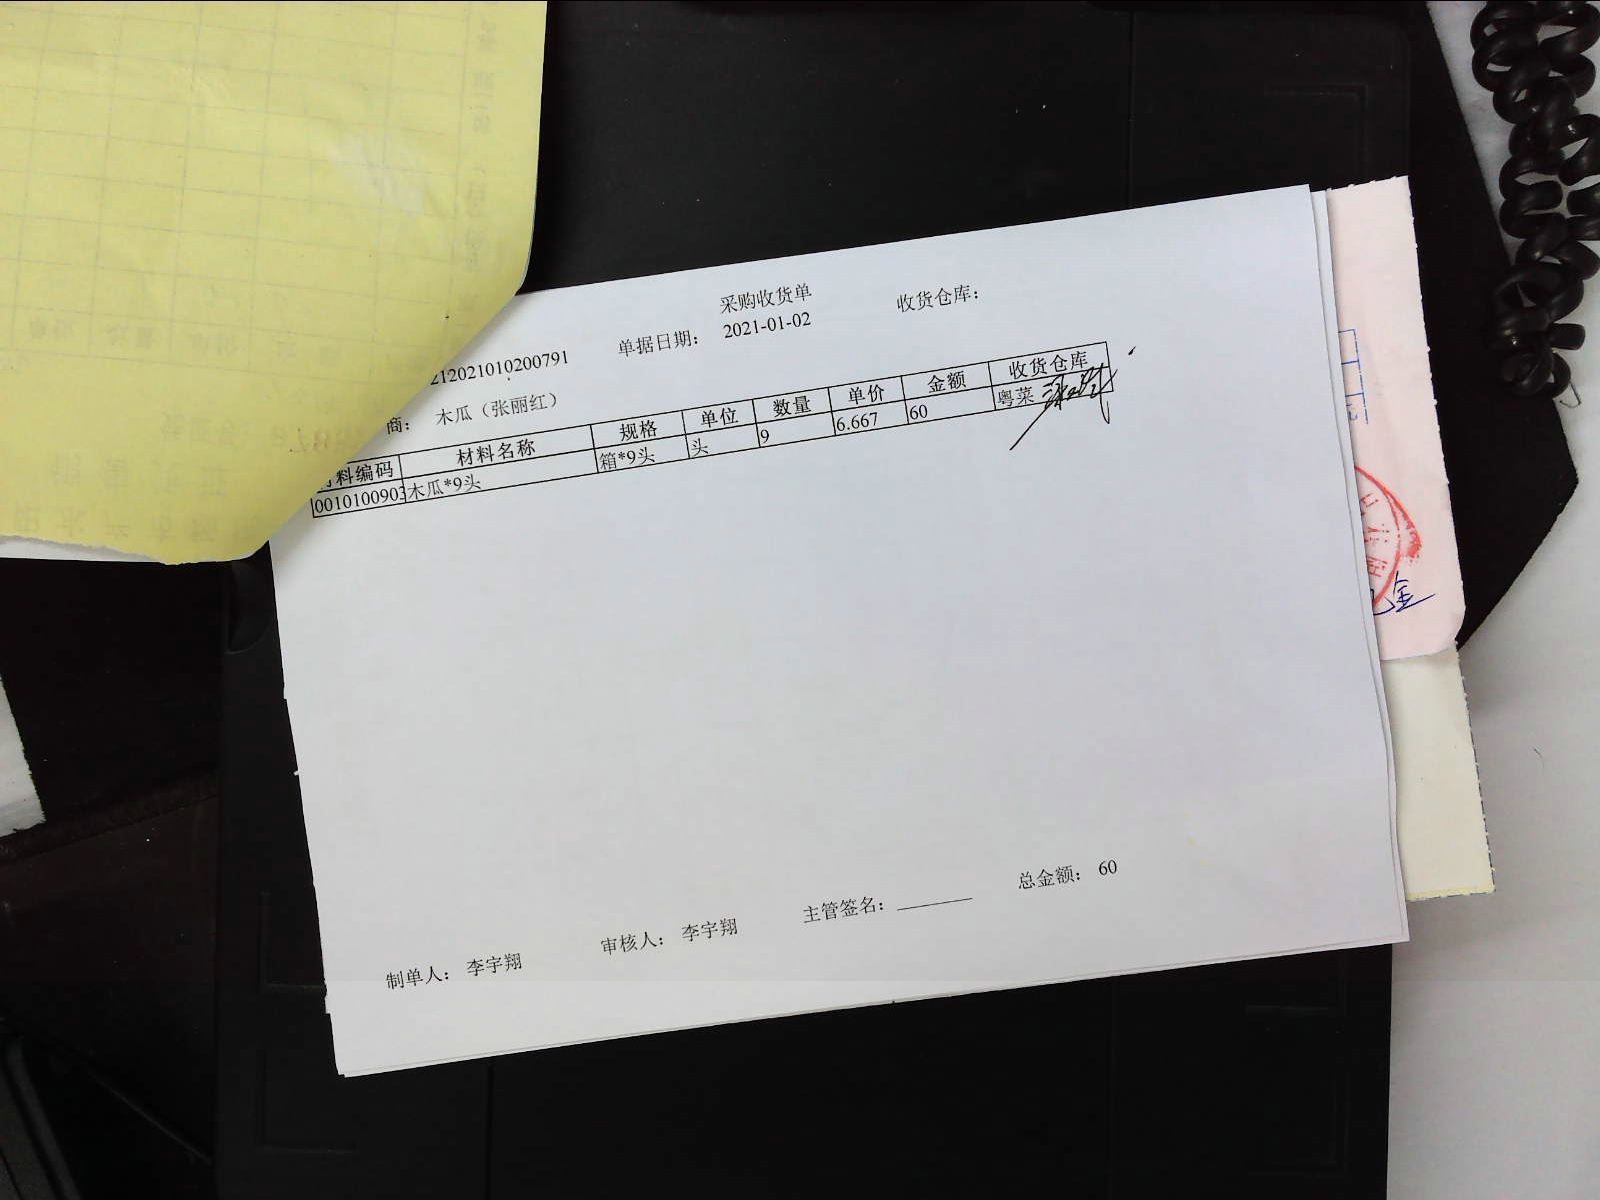 采购收货单
212021010200791 单据日期： 2021-01-02 收货仓库：
商： 木瓜（张丽红）
材料编码 材料名称 规格 单位 数量 单价 金额 收货仓库
0010100903 木瓜*9头 箱*9头 头 9 6.667 60 粤菜
总金额： 60
制单人： 李宇翔 审核人： 李宇翔 主管签名：
金